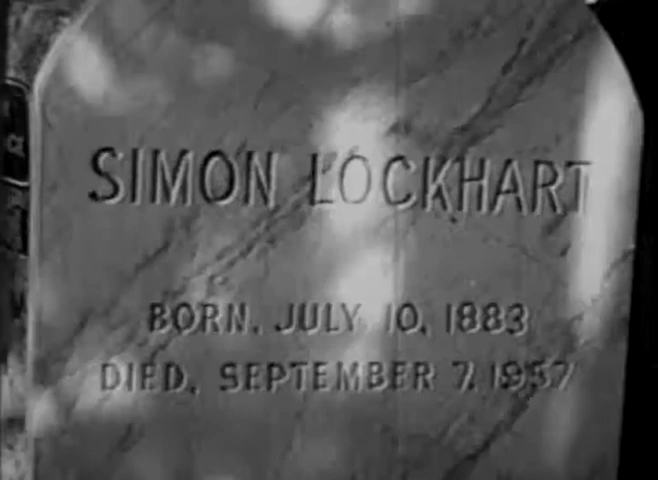 SIMON LOCKHART
BORN. JULY 10, 1883
DIED. SEPTEMBER 7, 1957